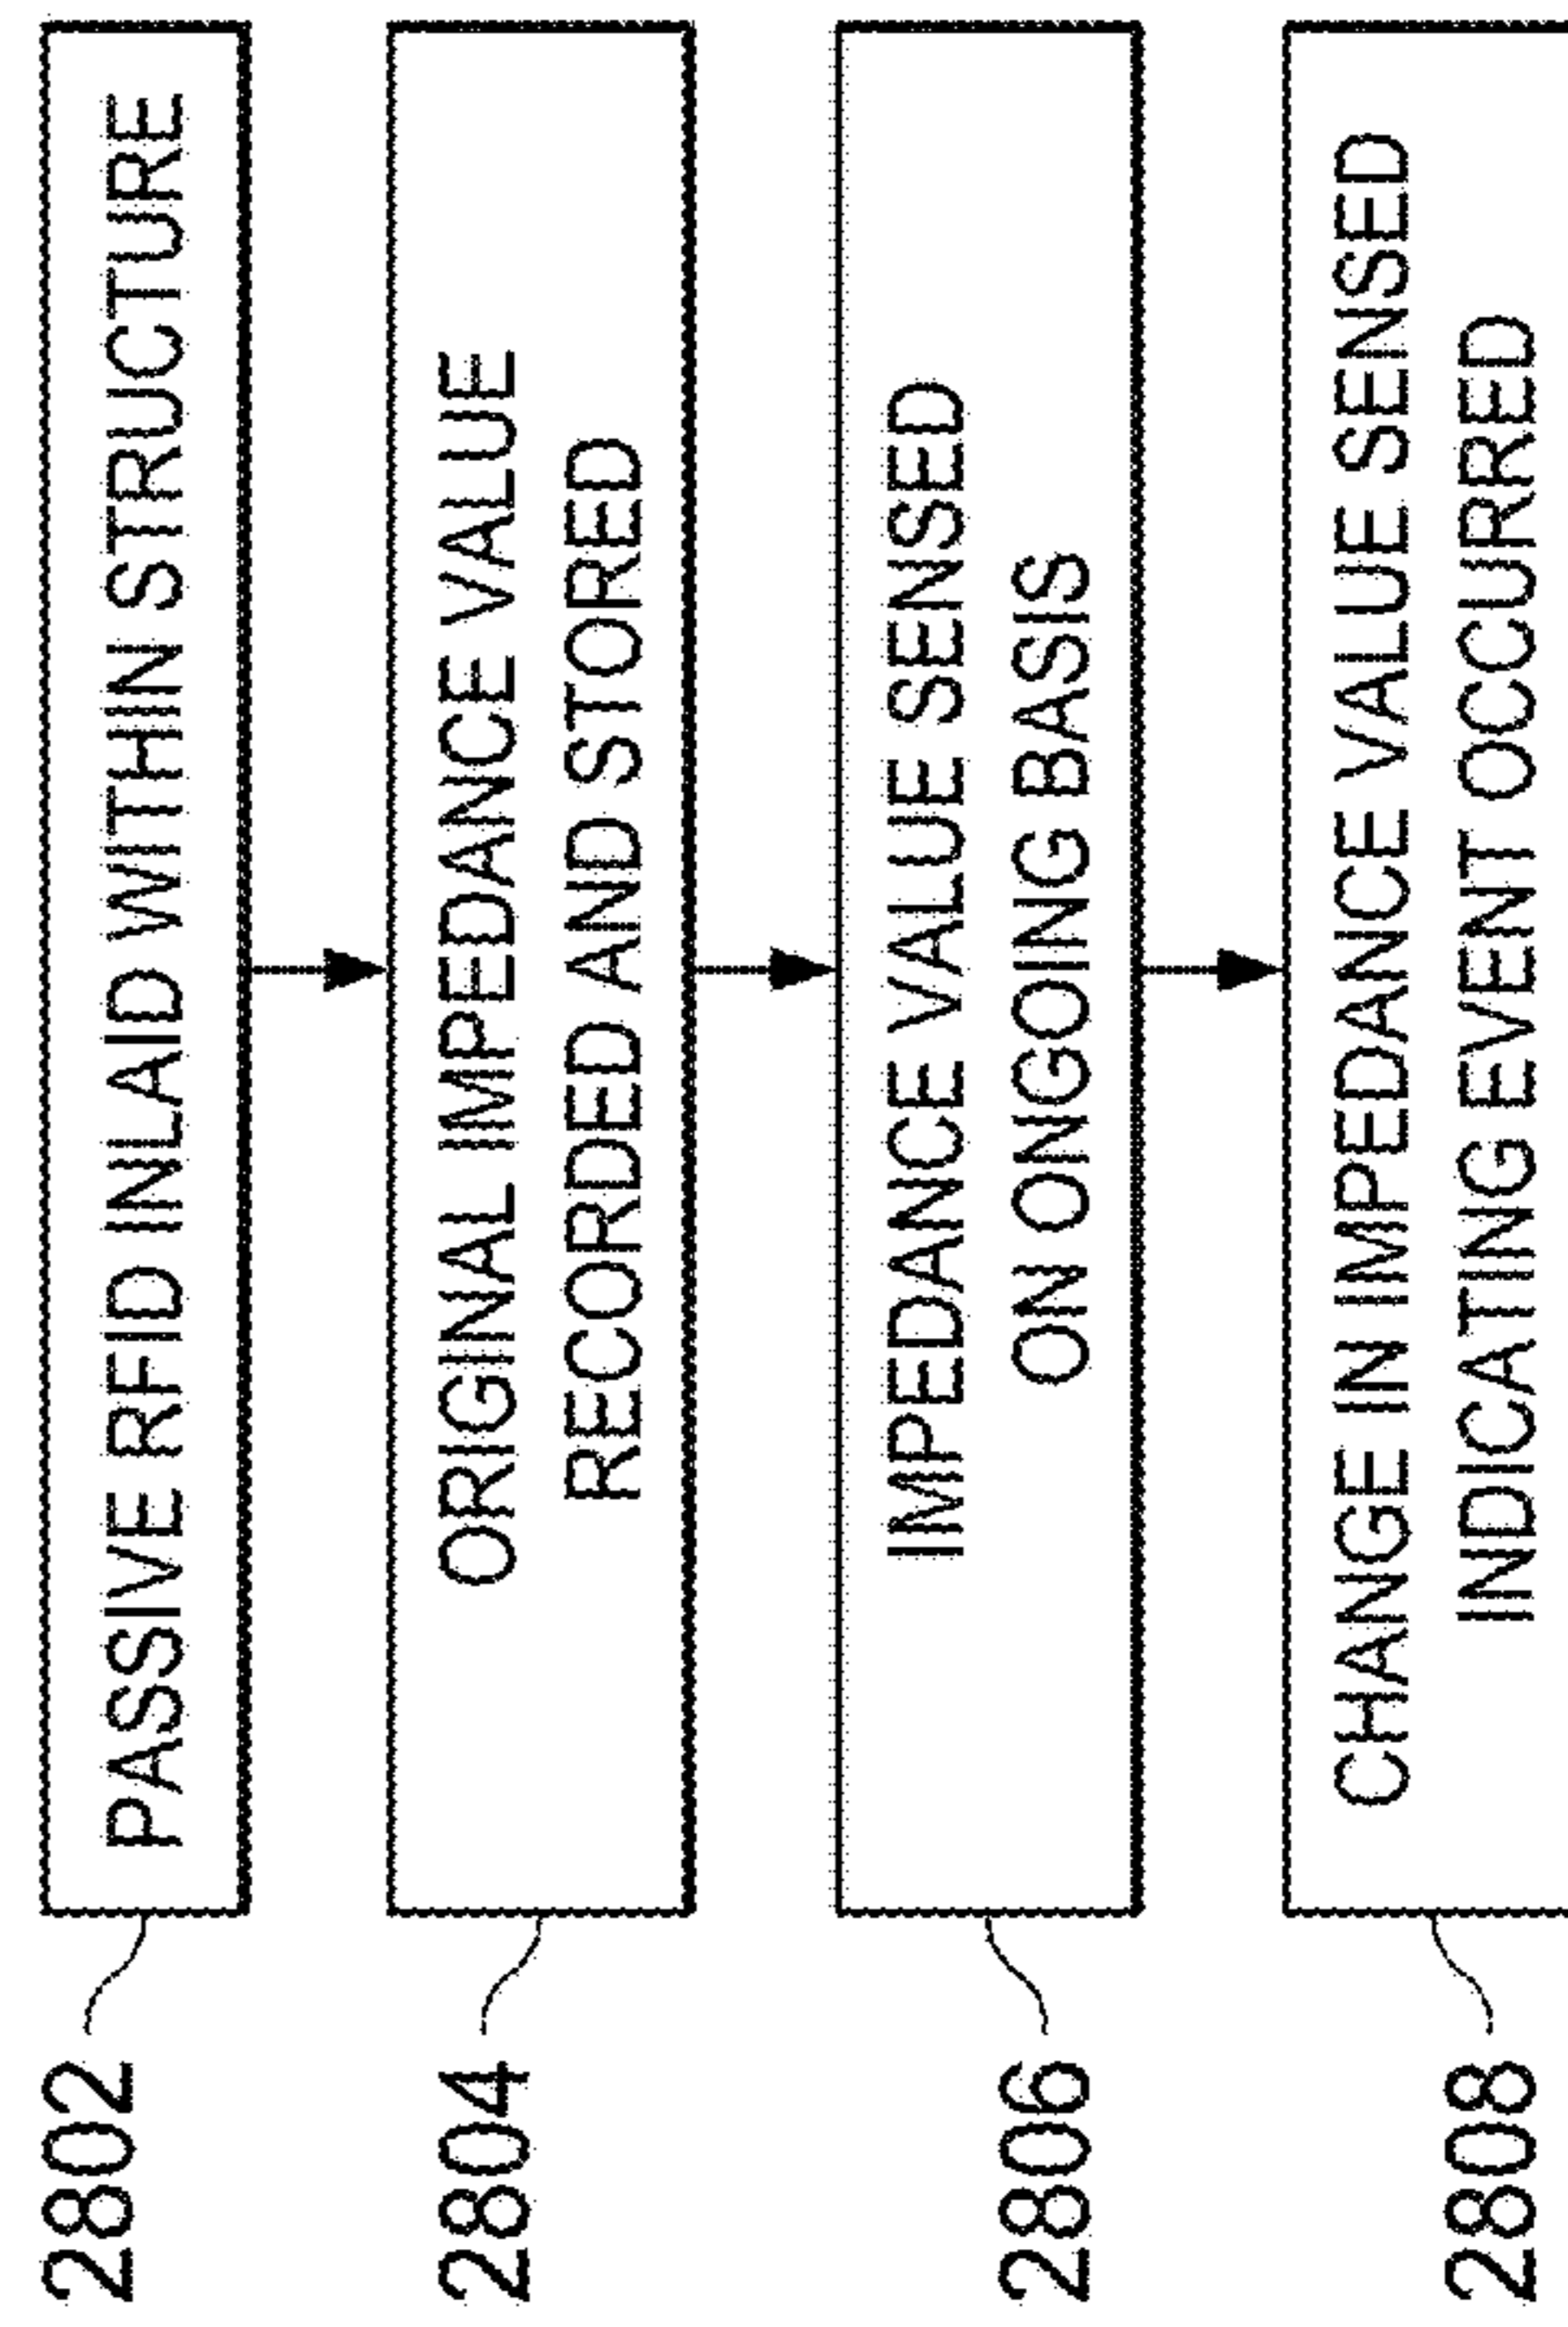 2802
PASSIVE RFID INLAID WITHIN STRUCTURE
2804
ORIGINAL IMPEDANCE VALUE
RECORDED AND STORED
2806
IMPEDANCE VALUE SENSED
ON ONGOING BASIS
2808
CHANGE IN IMPEDANCE VALUE SENSED
INDICATING EVENT OCCURRED